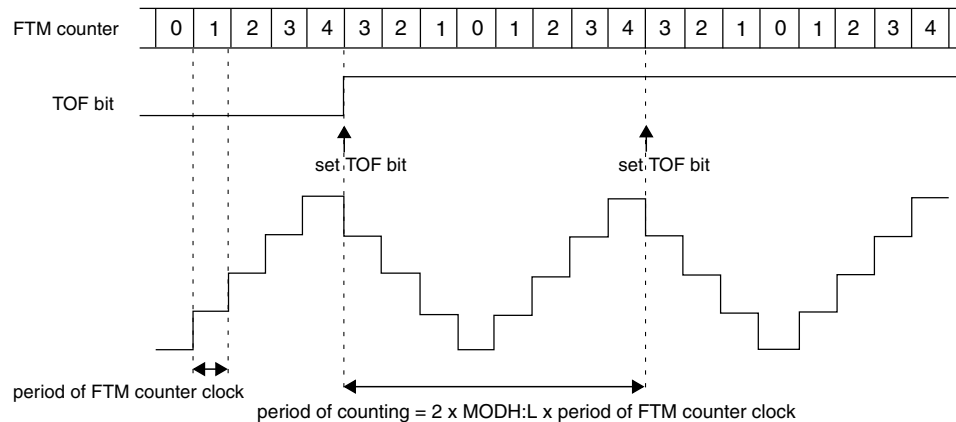 FTM counter 0 1 2 3 4 3 2 1 0 1 2 3 4 3 2 1 0 1 2 3 4
TOF bit
set TOF bit set TOF bit
period of FTM counter clock
period of counting = 2 x MODH:L x period of FTM counter clock